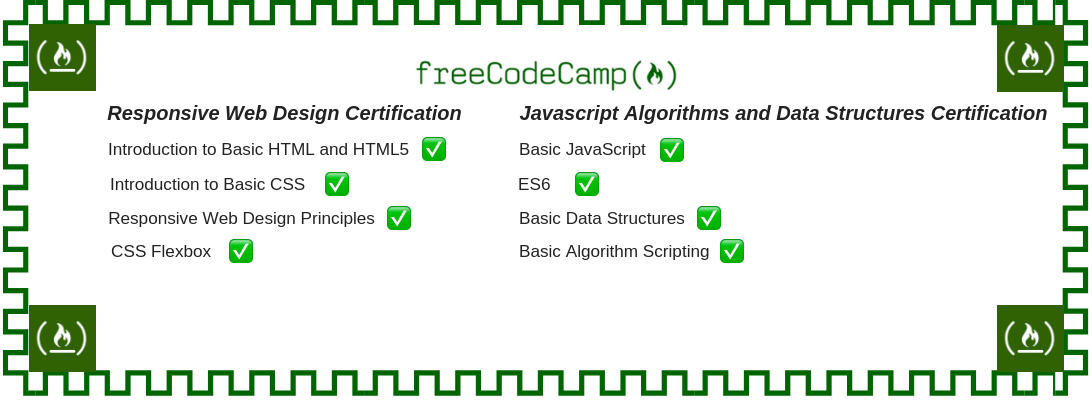 freeCodeCamp(🔥)
Responsive Web Design Certification
Introduction to Basic HTML and HTML5 ✅
Introduction to Basic CSS ✅
Responsive Web Design Principles ✅
CSS Flexbox ✅
Javascript Algorithms and Data Structures Certification
Basic JavaScript ✅
ES6 ✅
Basic Data Structures ✅
Basic Algorithm Scripting ✅